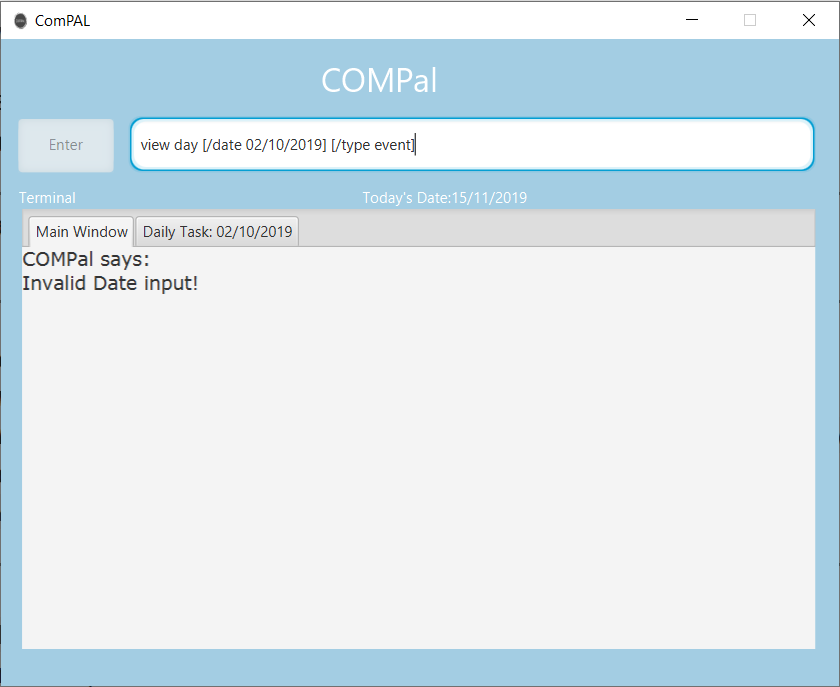 ComPAL
COMPal
Enter
view day [/date 02/10/2019] [/type event]
Terminal
Today's Date:15/11/2019
Main Window
Daily Task: 02/10/2019
COMPal says:
Invalid Date input!